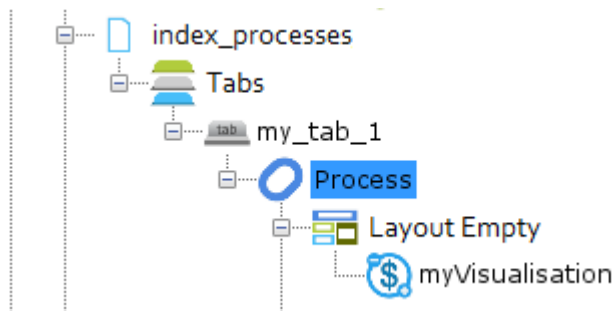 index_processes
Tabs
tab my_tab_1
Process
Layout Empty
$ myVisualisation